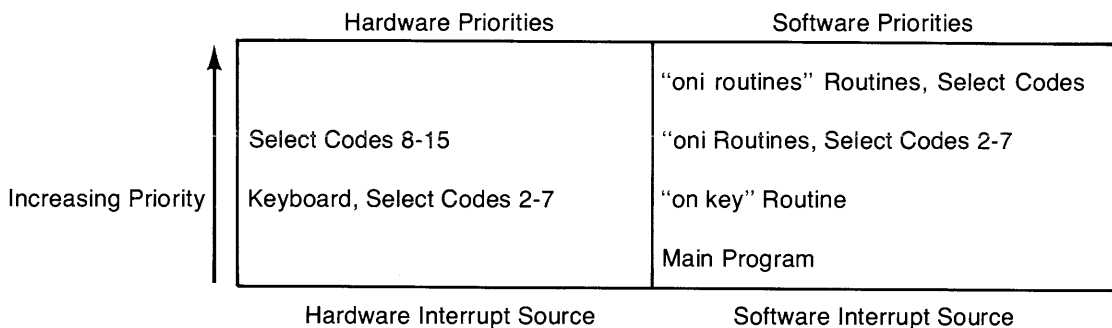 Hardware Priorities
Software Priorities
"oni routines" Routines, Select Codes
Select Codes 8-15
"oni Routines, Select Codes 2-7
Increasing Priority
Keyboard, Select Codes 2-7
"on key" Routine
Main Program
Hardware Interrupt Source
Software Interrupt Source